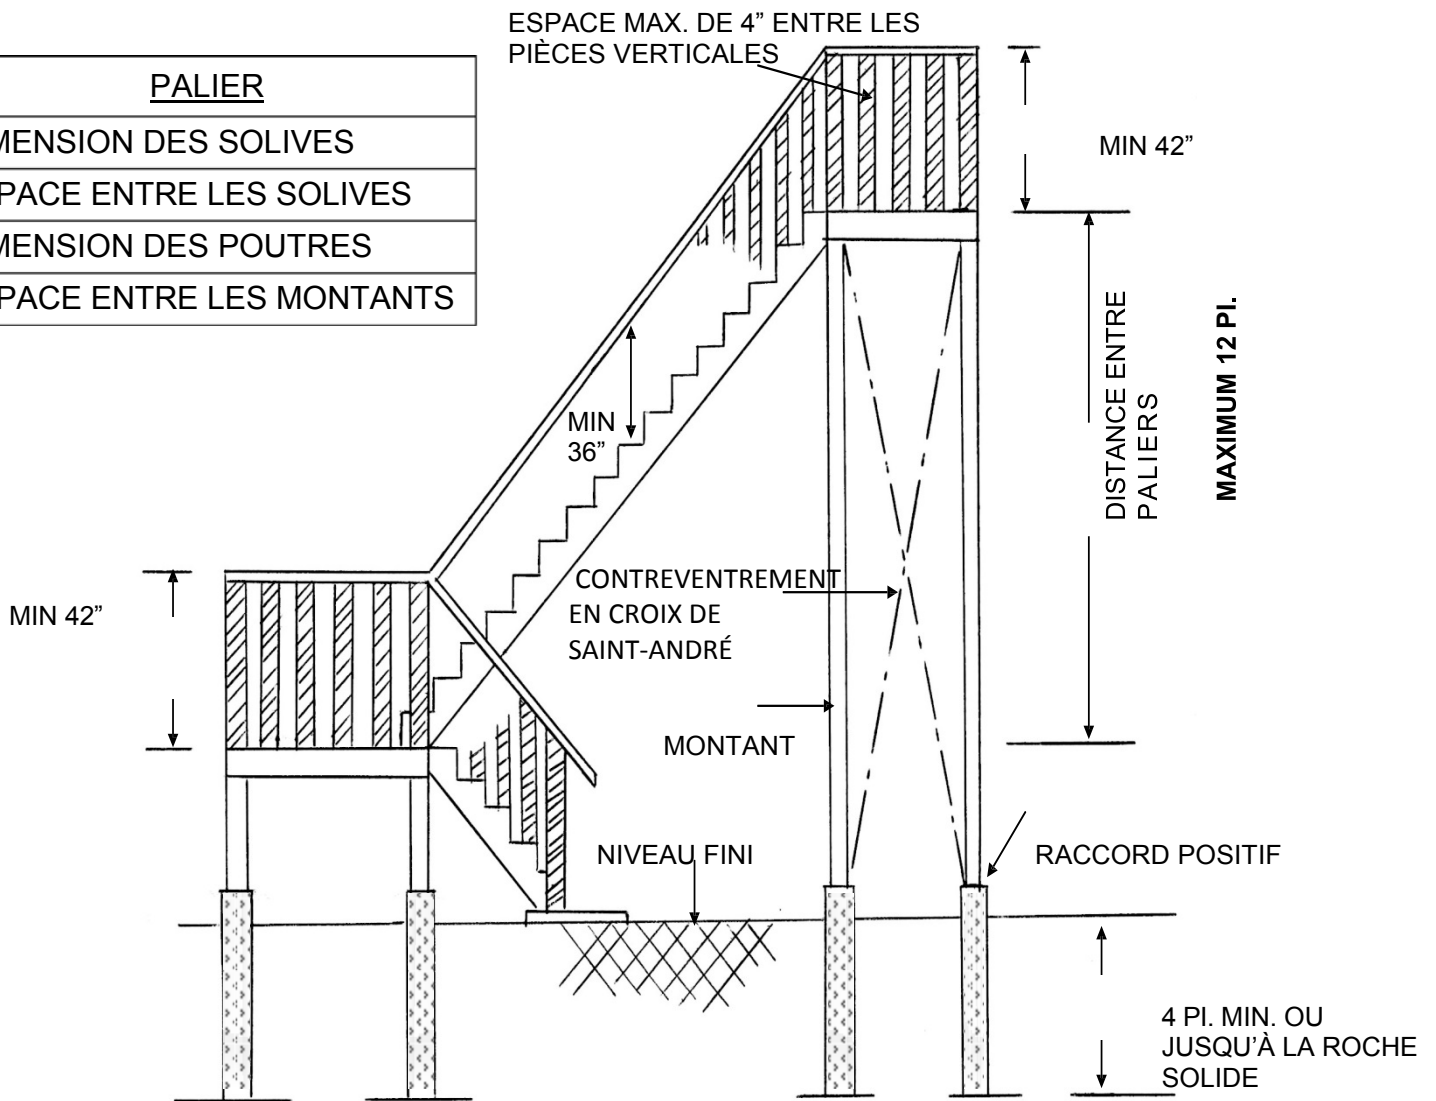 ESPACE MAX. DE 4” ENTRE LES
PIÈCES VERTICALES
PALIER
MENSION DES SOLIVES
PACE ENTRE LES SOLIVES
MENSION DES POUTRES
PACE ENTRE LES MONTANTS
MIN 42”
DISTANCE ENTRE
PALIERS
MAXIMUM 12 PI.
MIN
36”
CONTREVENTREMENT
EN CROIX DE
SAINT-ANDRÉ
MIN 42”
MONTANT
NIVEAU FINI
RACCORD POSITIF
4 PI. MIN. OU
JUSQU’À LA ROCHE
SOLIDE